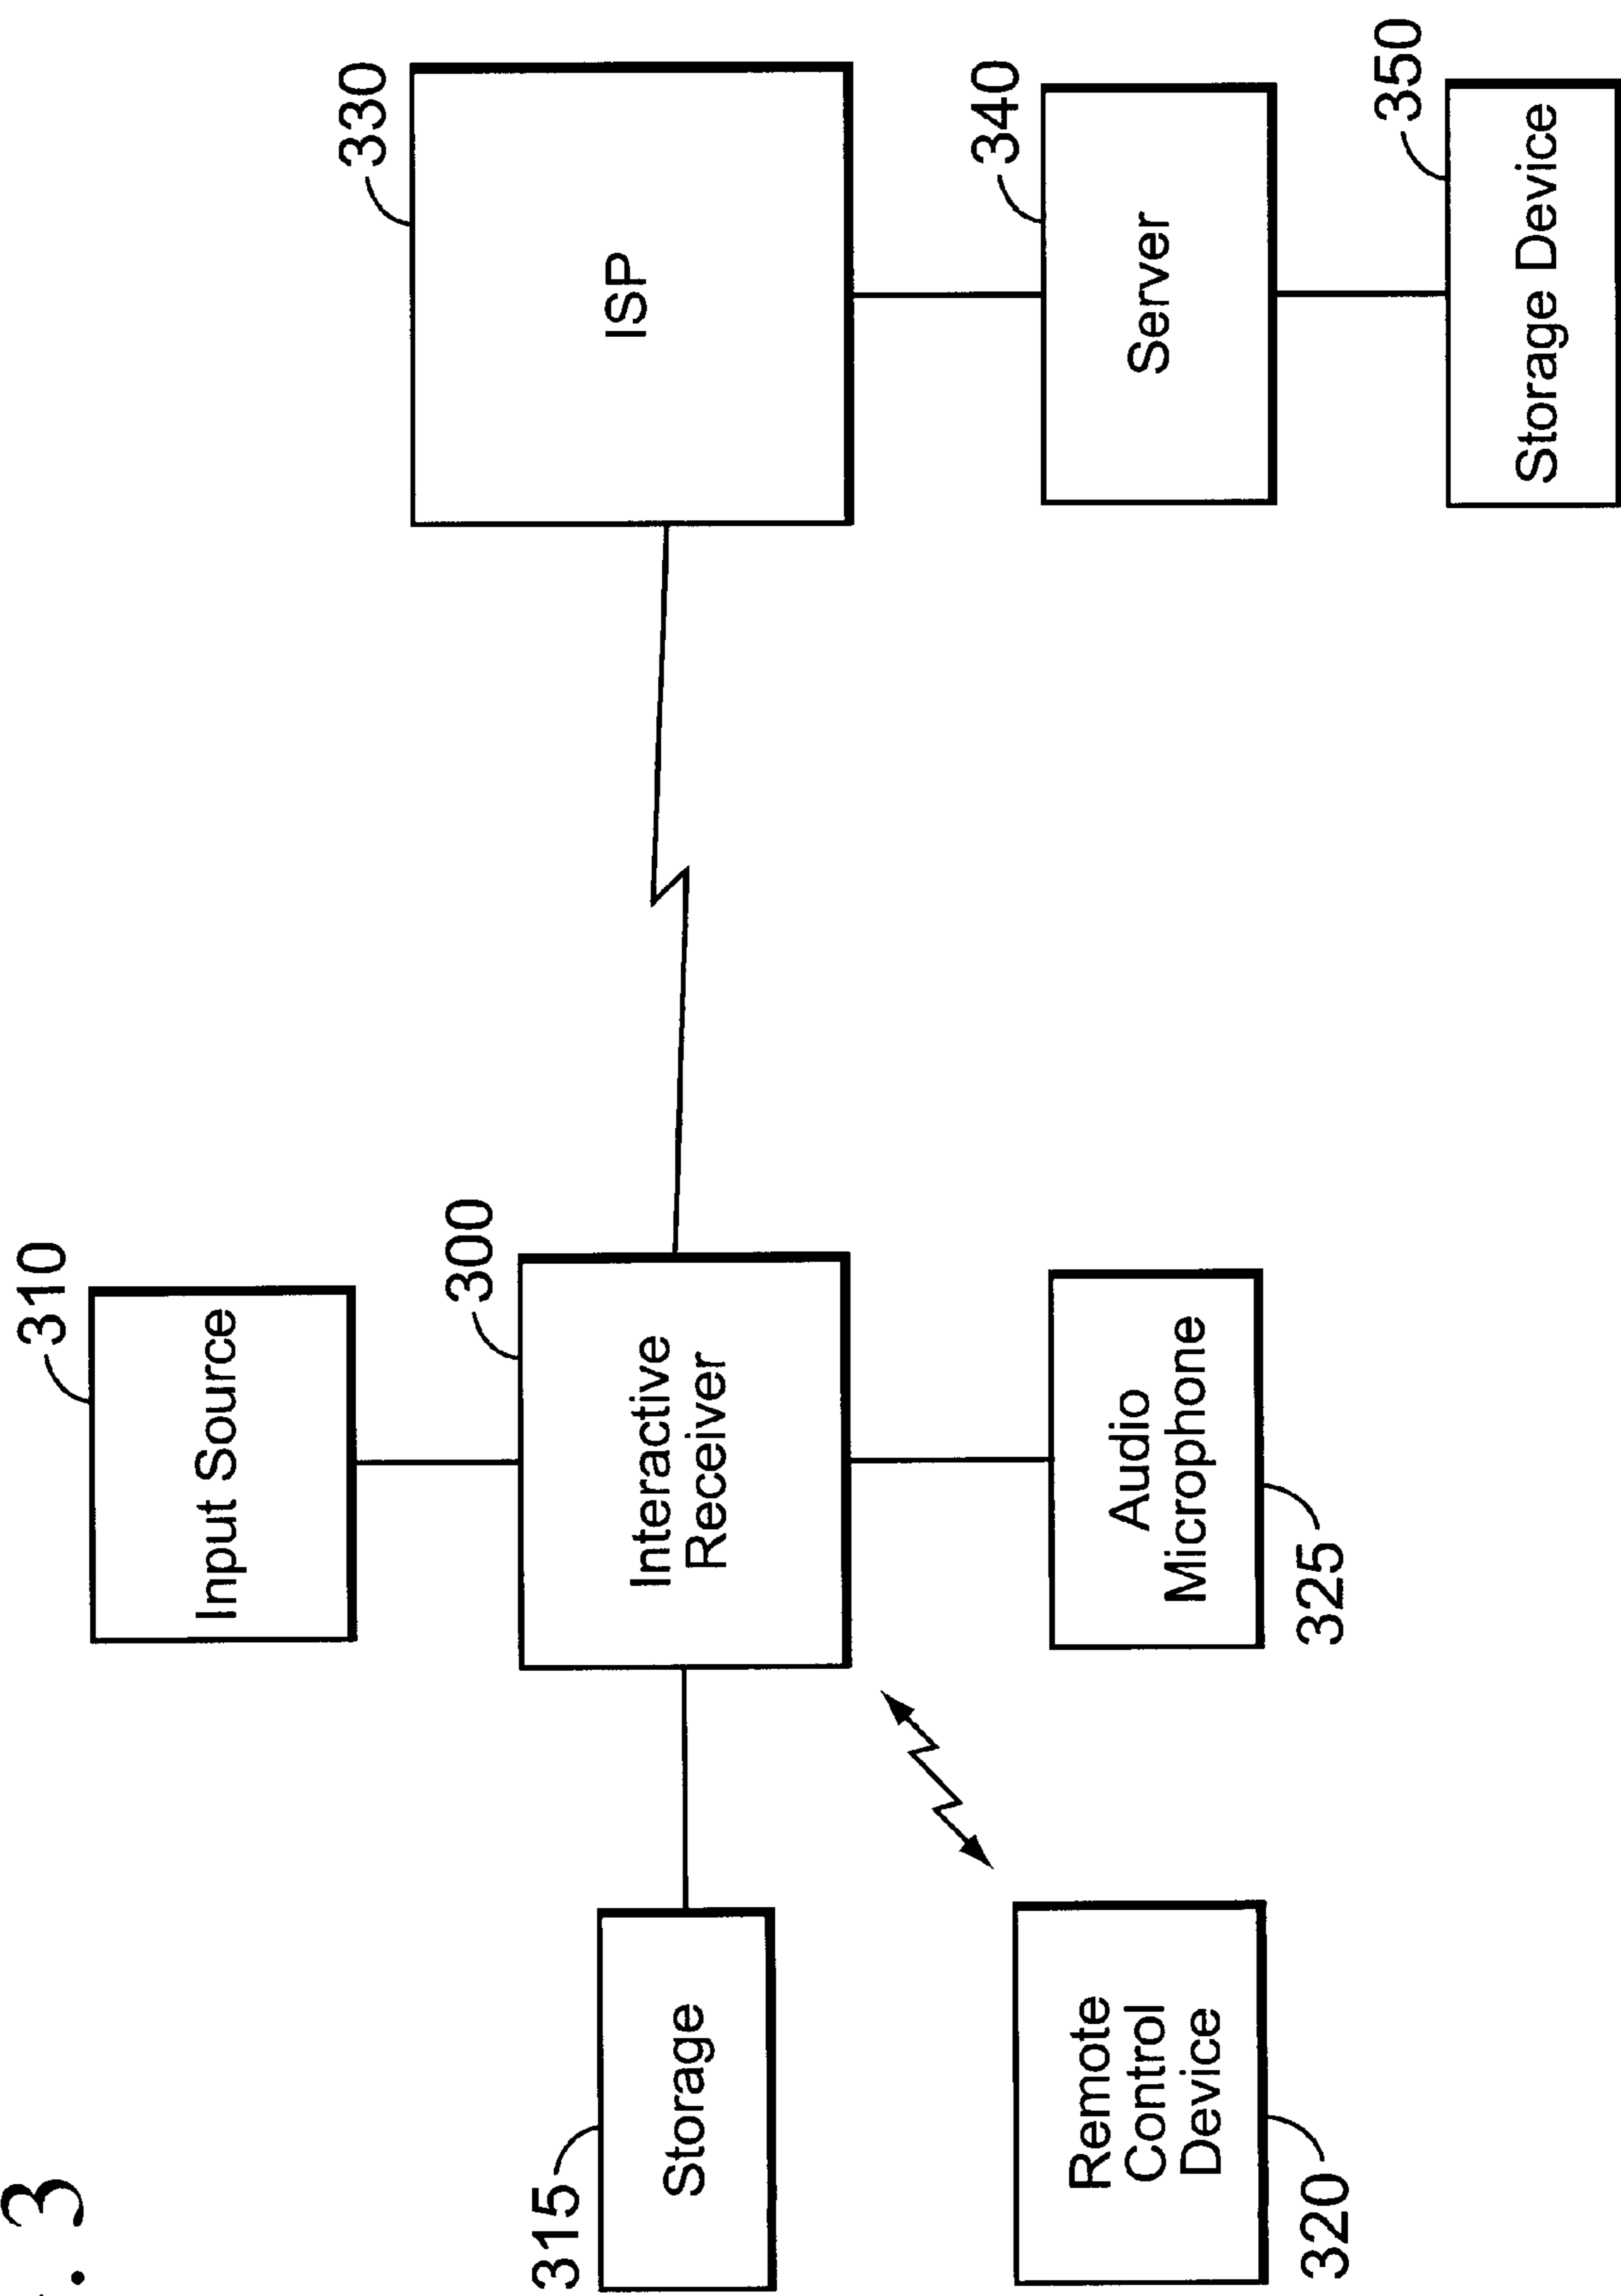 . 3
310
Input Source
300
Interactive
Receiver
315
Storage
Remote
Control
Device
320
Audio
Microphone
325
330
ISP
340
Server
350
Storage Device